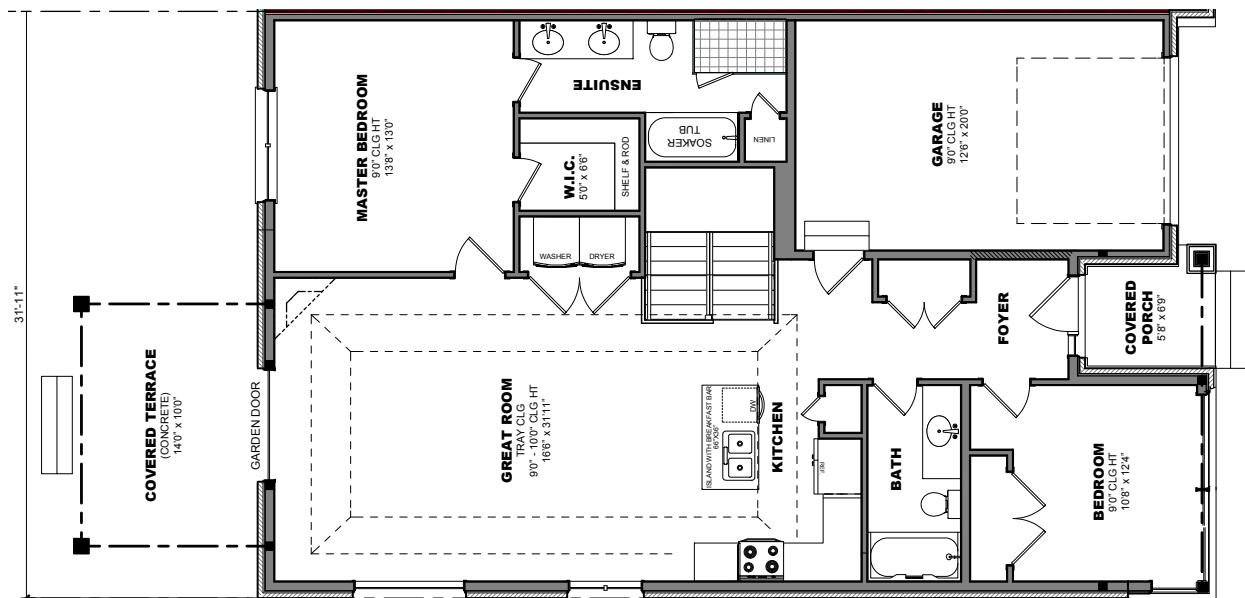 31'-11"
COVERED TERRACE
(CONCRETE)
14'0" x 10'0"
GARDEN DOOR
MASTER BEDROOM
9'0" CLG HT
13'8" x 13'0"
ENSUITE
W.I.C.
5'0" x 6'6"
SHELF & ROD
SOAKER
TUB
LINEN
WASHER
DRYER
GARAGE
9'0" CLG HT
12'6" x 20'0"
GREAT ROOM
TRAY CLG
9'0" - 10'0" CLG HT
16'6" x 31'11"
ISLAND WITH BREAKFAST BAR
66"X36"
DW
KITCHEN
REF
BATH
FOYER
COVERED
PORCH
5'8" x 6'9"
BEDROOM
9'0" CLG HT
10'8" x 12'4"